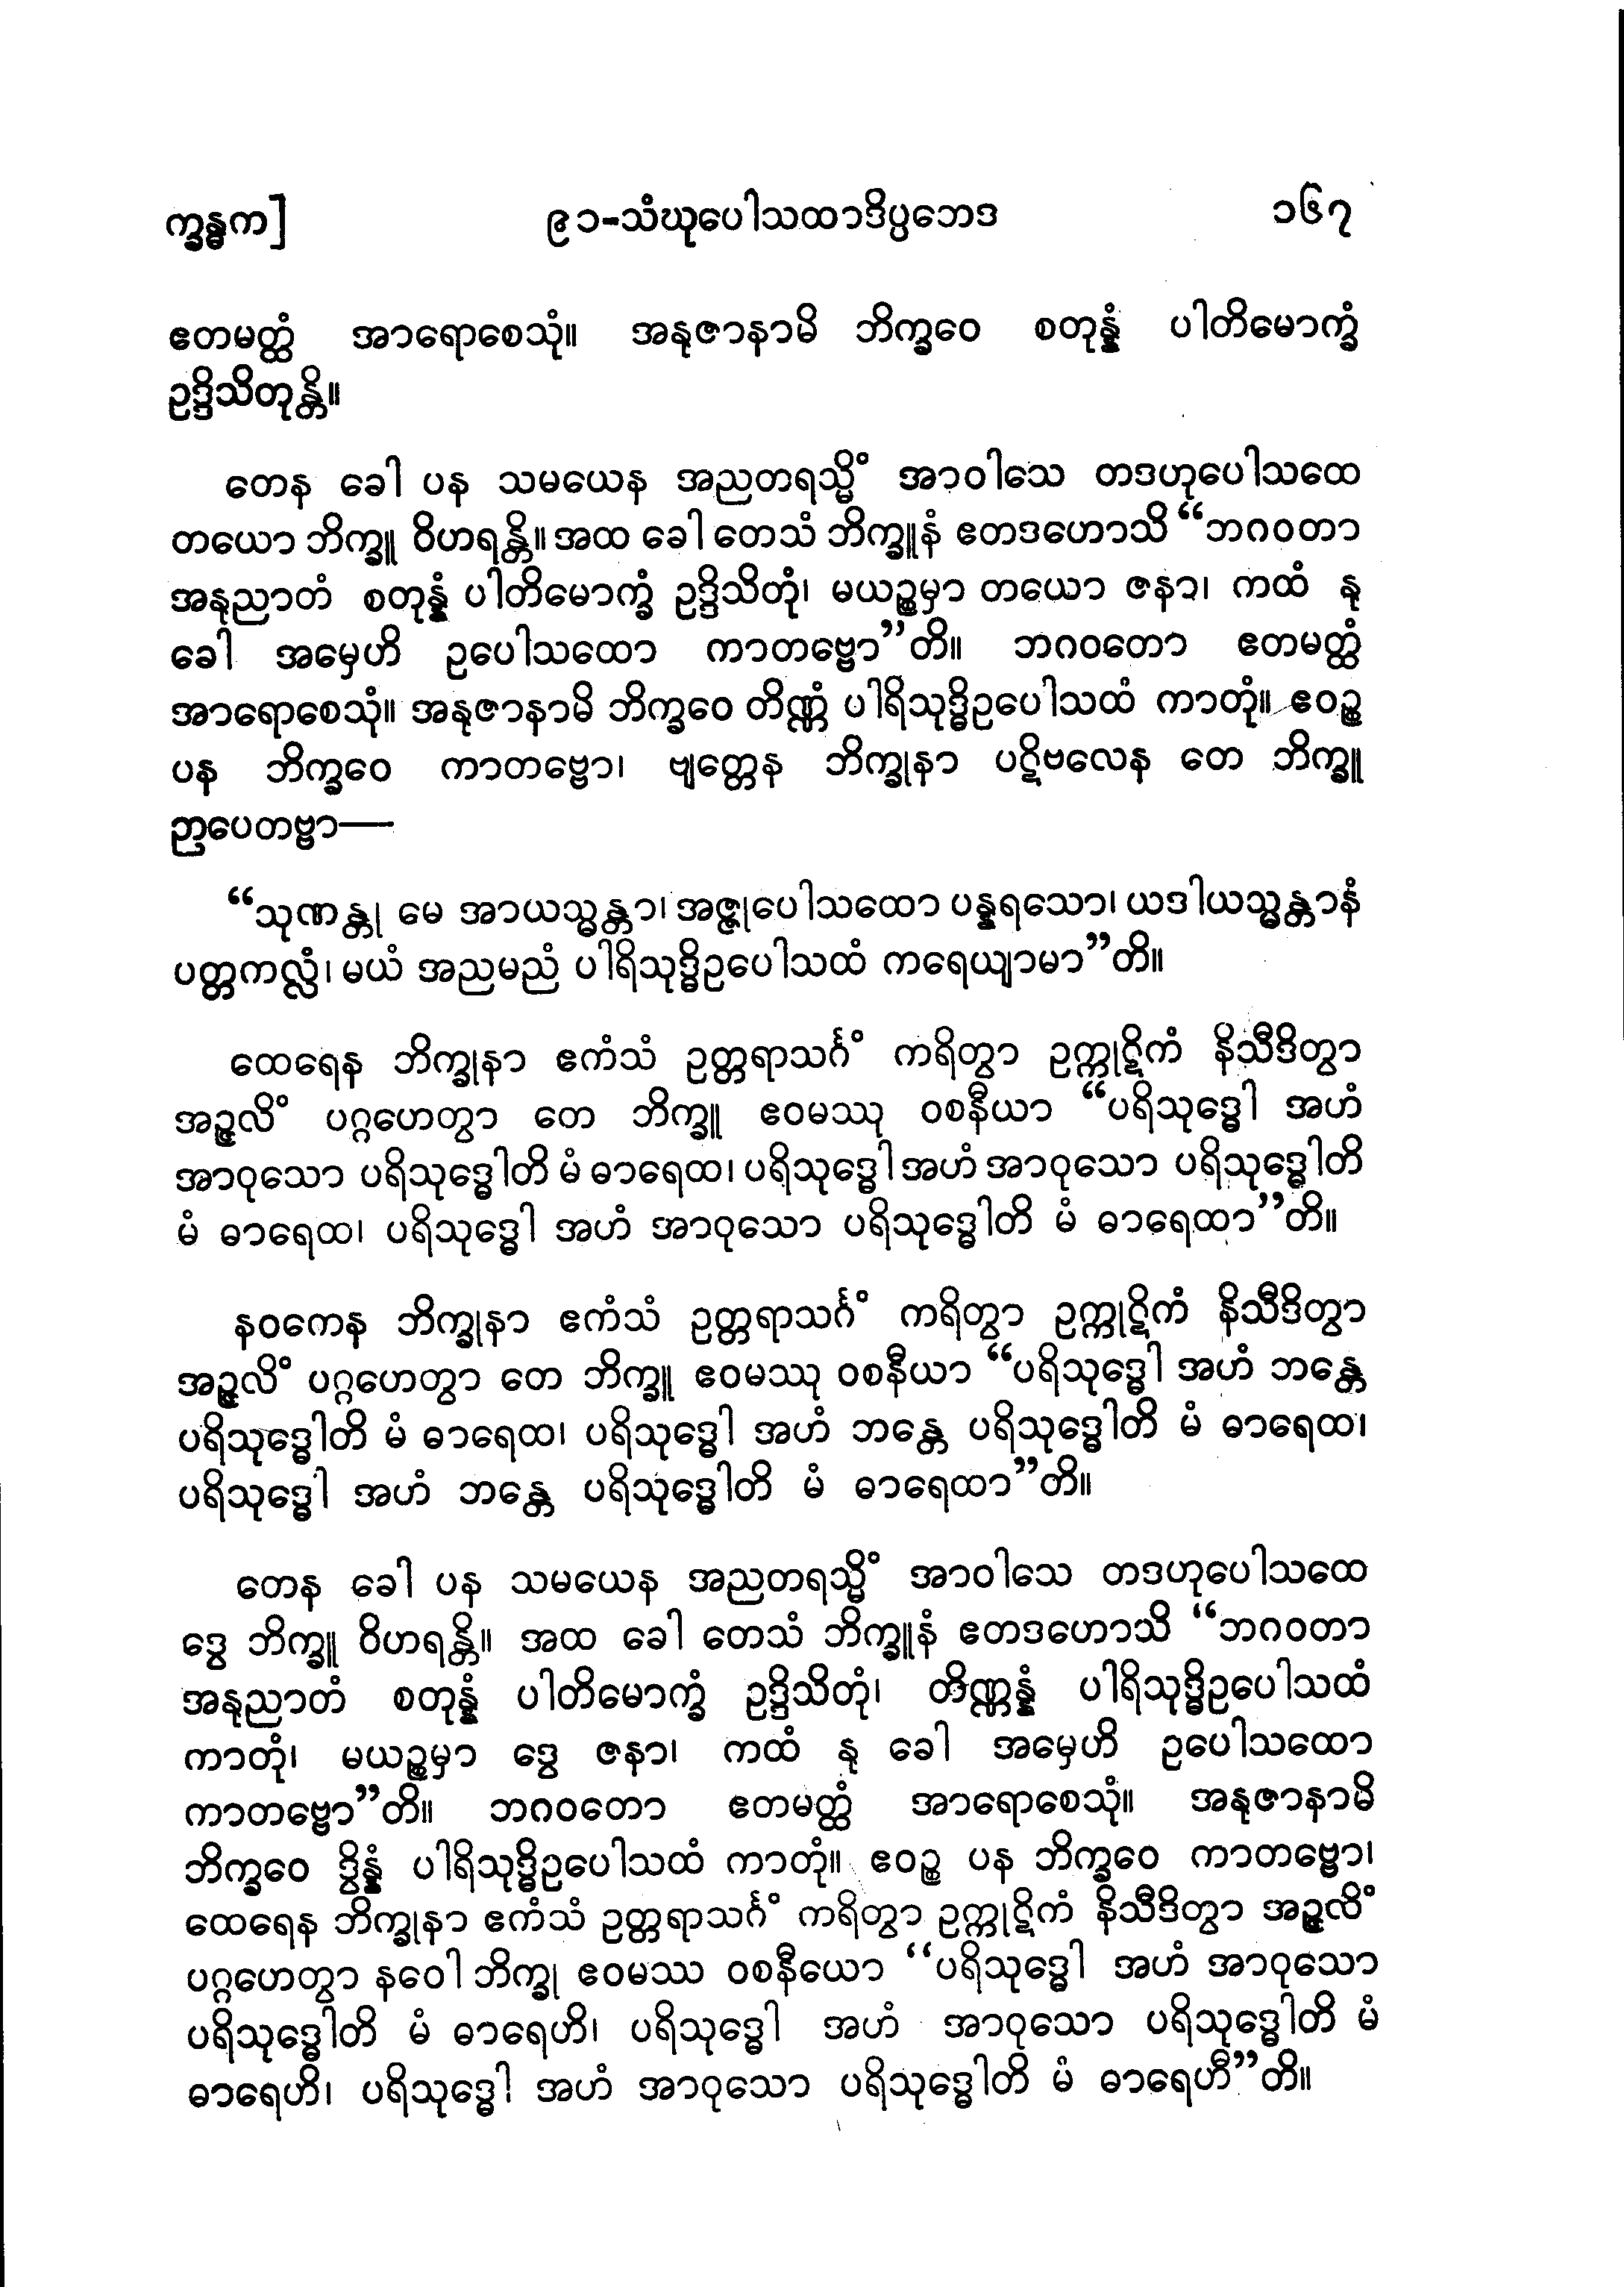 က္ခန္ဓက] ၉၁-သံဃုပေါသထာဒိပ္ပဘေဒ ၁၆၇
ဧတမတ္ထံ အာရောစေသုံ။ အနုဇာနာမိ ဘိက္ခဝေ စတုန္နံ ပါတိမောက္ခံ
ဥဒ္ဒိသိတုန္တိ။
တေန ခေါ ပန သမယေန အညတရသ္မိံ အာဝါသေ တဒဟုပေါသထေ
တယော ဘိက္ခူ ဝိဟရန္တိ။ အထ ခေါ တေသံ ဘိက္ခူနံ ဧတဒဟောသိ “ဘဂဝတာ
အနုညာတံ စတုန္နံ ပါတိမောက္ခံ ဥဒ္ဒိသိတုံ၊ မယဉ္စမှာ တယော ဇနာ၊ ကထံ နု
ခေါ အမှေဟိ ဥပေါသထော ကာတဗ္ဗော”တိ။ ဘဂဝတော ဧတမတ္ထံ
အာရောစေသုံ။ အနုဇာနာမိ ဘိက္ခဝေ တိဏ္ဏံ ပါရိသုဒ္ဓိဥပေါသထံ ကာတုံ။ ဧဝဉ္စ
ပန ဘိက္ခဝေ ကာတဗ္ဗော၊ ဗျတ္တေန ဘိက္ခုနာ ပဋိဗလေန တေ ဘိက္ခူ
ဉာပေတဗ္ဗာ—
“သုဏန္တု မေ အာယသ္မန္တာ၊ အဇ္ဇုပေါသထော ပန္နရသော၊ ယဒါယသ္မန္တာနံ
ပတ္တကလ္လံ၊ မယံ အညမညံ ပါရိသုဒ္ဓိဥပေါသထံ ကရေယျာမာ”တိ။
ထေရေန ဘိက္ခုနာ ဧကံသံ ဥတ္တရာသင်္ဂံ ကရိတွာ ဥက္ကုဋိကံ နိသီဒိတွာ
အဉ္ဇလိံ ပဂ္ဂဟေတွာ တေ ဘိက္ခူ ဧဝမဿု ဝစနီယာ “ပရိသုဒ္ဓေါ အဟံ
အာဝုသော ပရိသုဒ္ဓေါတိ မံ ဓာရေထ၊ ပရိသုဒ္ဓေါ အဟံ အာဝုသော ပရိသုဒ္ဓေါတိ
မံ ဓာရေထ၊ ပရိသုဒ္ဓေါ အဟံ အာဝုသော ပရိသုဒ္ဓေါတိ မံ ဓာရေထာ”တိ။
နဝကေန ဘိက္ခုနာ ဧကံသံ ဥတ္တရာသင်္ဂံ ကရိတွာ ဥက္ကုဋိကံ နိသီဒိတွာ
အဉ္ဇလိံ ပဂ္ဂဟေတွာ တေ ဘိက္ခူ ဧဝမဿု ဝစနီယာ “ပရိသုဒ္ဓေါ အဟံ ဘန္တေ
ပရိသုဒ္ဓေါတိ မံ ဓာရေထ၊ ပရိသုဒ္ဓေါ အဟံ ဘန္တေ ပရိသုဒ္ဓေါတိ မံ ဓာရေထ၊
ပရိသုဒ္ဓေါ အဟံ ဘန္တေ ပရိသုဒ္ဓေါတိ မံ ဓာရေထာ”တိ။
တေန ခေါ ပန သမယေန အညတရသ္မိံ အာဝါသေ တဒဟုပေါသထေ
ဒွေ ဘိက္ခူ ဝိဟရန္တိ။ အထ ခေါ တေသံ ဘိက္ခူနံ ဧတဒဟောသိ “ဘဂဝတာ
အနုညာတံ စတုန္နံ ပါတိမောက္ခံ ဥဒ္ဒိသိတုံ၊ တိဏ္ဏန္နံ ပါရိသုဒ္ဓိဥပေါသထံ
ကာတုံ၊ မယဉ္စမှာ ဒွေ ဇနာ၊ ကထံ နု ခေါ အမှေဟိ ဥပေါသထော
ကာတဗ္ဗော”တိ။ ဘဂဝတော ဧတမတ္ထံ အာရောစေသုံ။ အနုဇာနာမိ
ဘိက္ခဝေ ဒွိန္နံ ပါရိသုဒ္ဓိဥပေါသထံ ကာတုံ။ ဧဝဉ္စ ပန ဘိက္ခဝေ ကာတဗ္ဗော၊
ထေရေန ဘိက္ခုနာ ဧကံသံ ဥတ္တရာသင်္ဂံ ကရိတွာ ဥက္ကုဋိကံ နိသီဒိတွာ အဉ္ဇလိံ
ပဂ္ဂဟေတွာ နဝေါ ဘိက္ခု ဧဝမဿ ဝစနီယော “ပရိသုဒ္ဓေါ အဟံ အာဝုသော
ပရိသုဒ္ဓေါတိ မံ ဓာရေဟိ၊ ပရိသုဒ္ဓေါ အဟံ အာဝုသော ပရိသုဒ္ဓေါတိ မံ
ဓာရေဟိ၊ ပရိသုဒ္ဓေါ အဟံ အာဝုသော ပရိသုဒ္ဓေါတိ မံ ဓာရေဟီ”တိ။